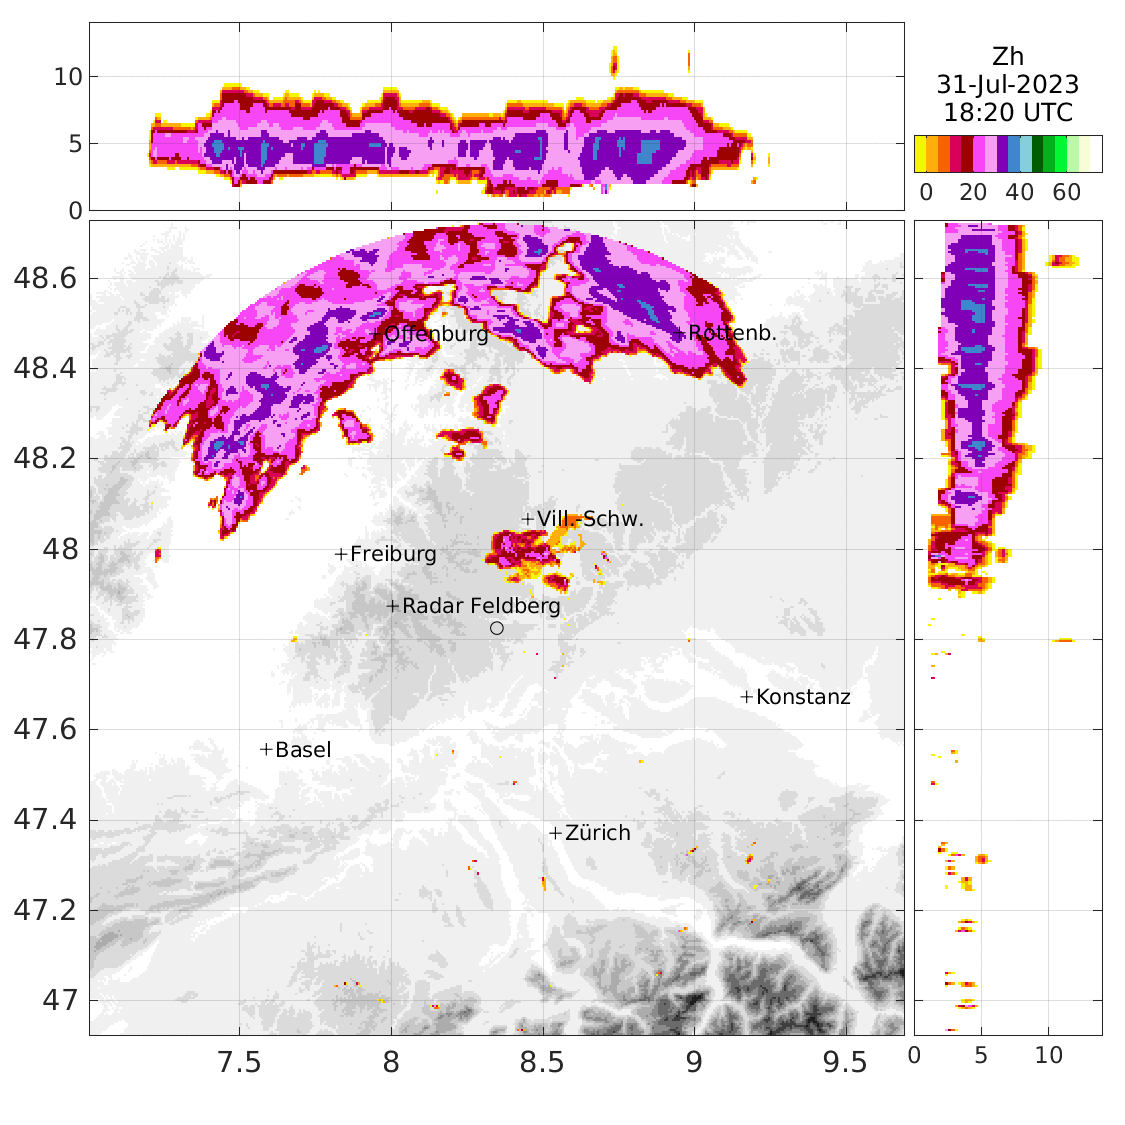 10
5
0
Zh
31-Jul-2023
18:20 UTC
0 20 40 60
48.6
48.4
48.2
48
47.8
47.6
47.4
47.2
47
Offenburg
Rottenb.
+Vill.-Schw.
+Freiburg
+Radar Feldberg
+Konstanz
+Basel
+Zürich
7.5 8 8.5 9 9.5
0 5 10